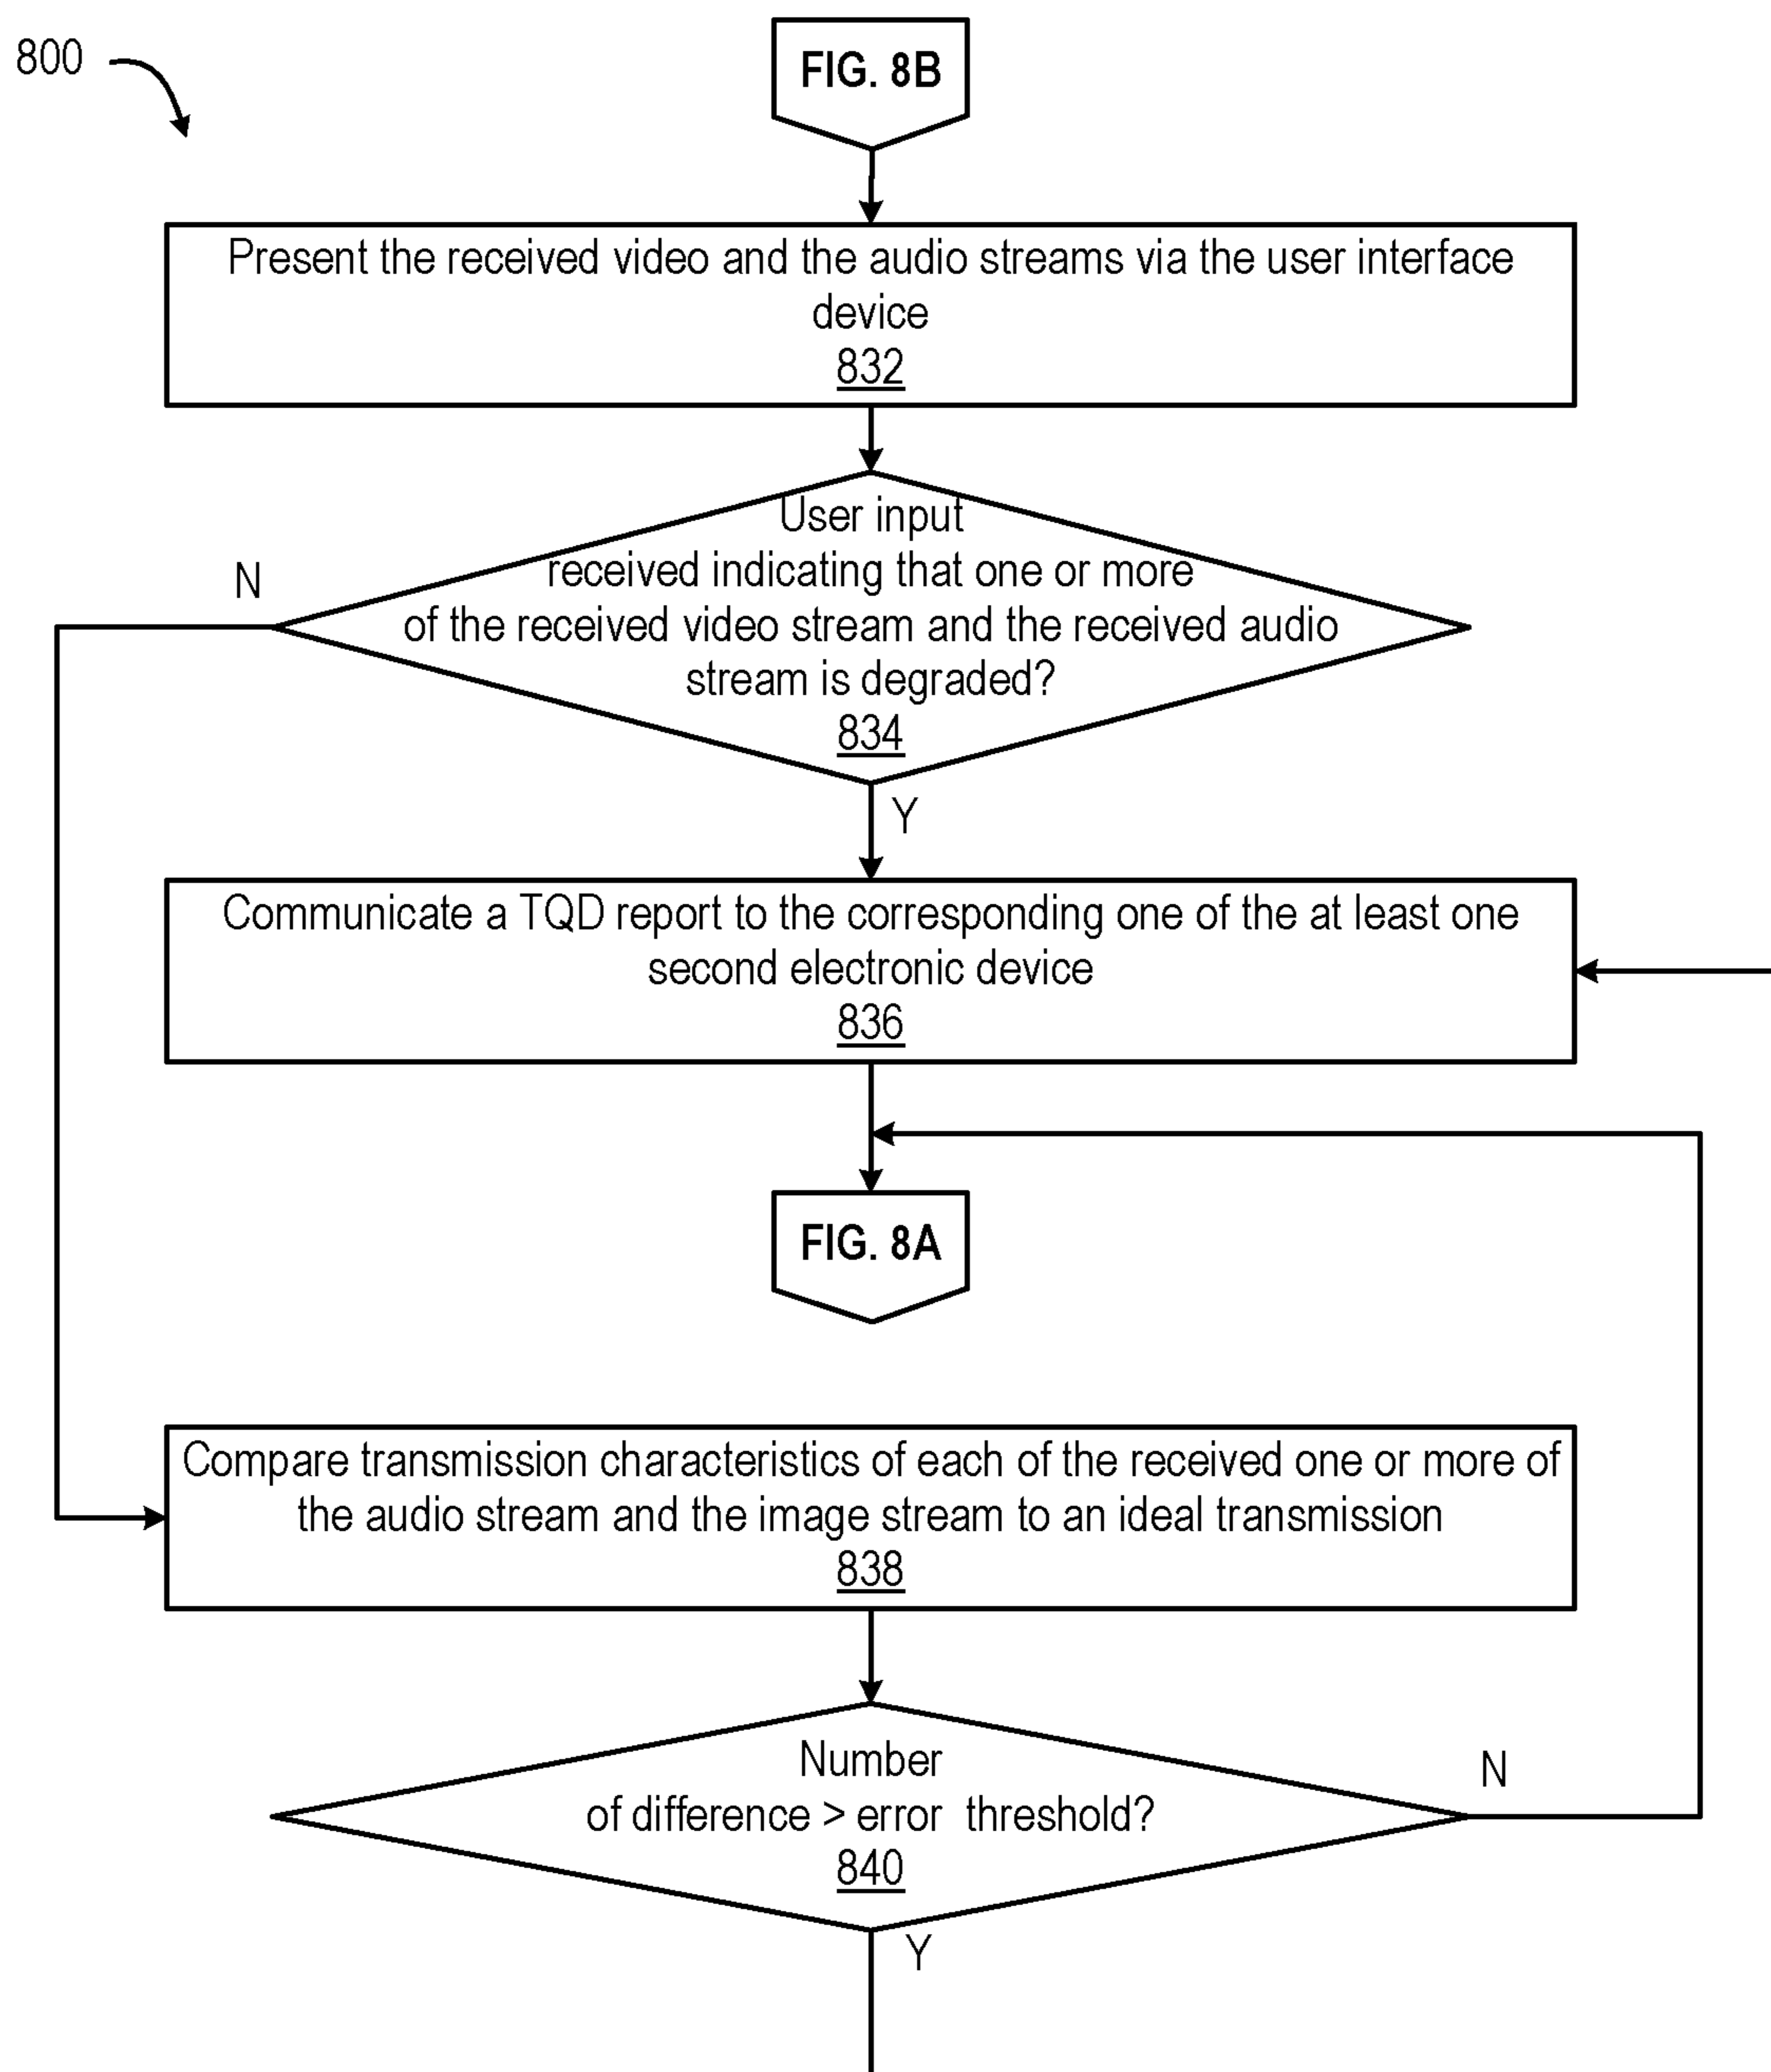 800
FIG. 8B
Present the received video and the audio streams via the user interface
device
832
User input
received indicating that one or more
of the received video stream and the received audio
stream is degraded?
834
N
Y
Communicate a TQD report to the corresponding one of the at least one
second electronic device
836
FIG. 8A
Compare transmission characteristics of each of the received one or more of
the audio stream and the image stream to an ideal transmission
838
Number
of difference > error threshold?
840
N
Y